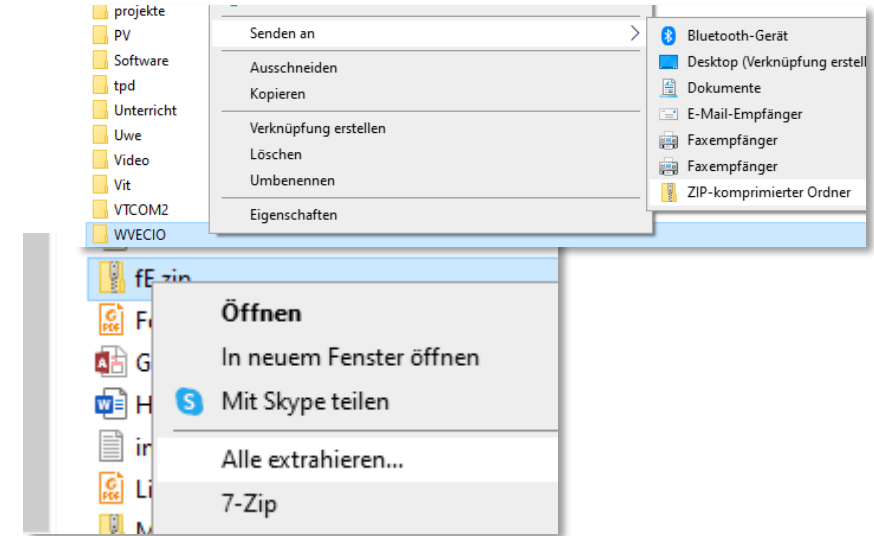 projekte
PV
Software
tpd
Unterricht
Uwe
Video
Vit
VTCOM2
WVECIO
Senden an
Ausschneiden
Kopieren
Verknüpfung erstellen
Löschen
Umbenennen
Eigenschaften
Bluetooth-Gerät
Desktop (Verknüpfung erstell
Dokumente
E-Mail-Empfänger
Faxempfänger
Faxempfänger
ZIP-komprimierter Ordner
Öffnen
In neuem Fenster öffnen
Mit Skype teilen
Alle extrahieren...
7-Zip